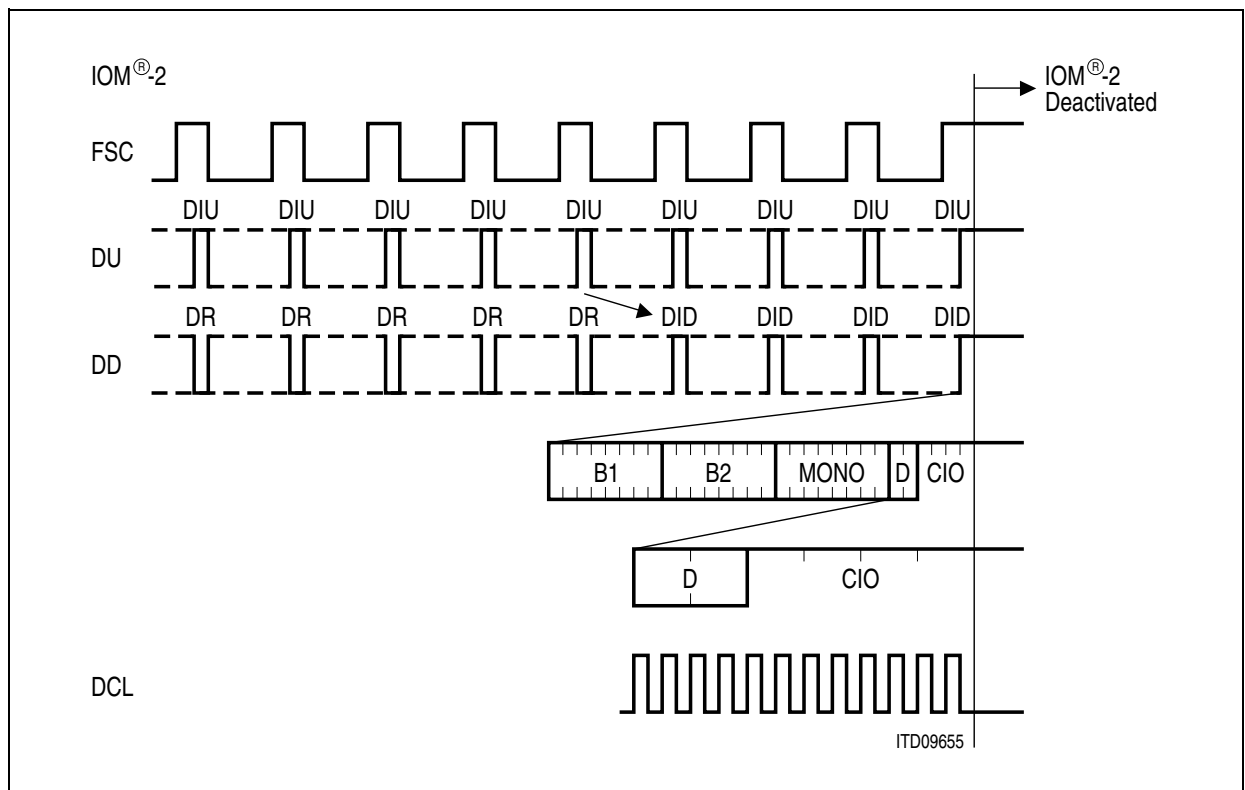 IOM®-2
IOM®-2
Deactivated
FSC
DIU DIU DIU DIU DIU DIU DIU DIU DIU
DU
DR DR DR DR DR DID DID DID DID
DD
B1 B2 MONO D CIO
D CIO
DCL
ITD09655